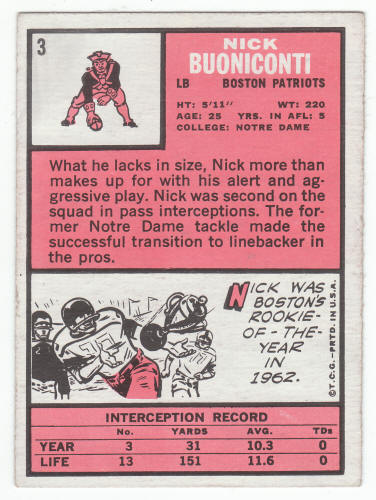 3
NICK
BUONICONTI
LB BOSTON PATRIOTS
HT: 5'11" WT: 220
AGE: 25 YRS. IN AFL: 5
COLLEGE: NOTRE DAME
What he lacks in size, Nick more than
makes up for with his alert and ag-
gressive play. Nick was second on the
squad in pass interceptions. The for-
mer Notre Dame tackle made the
successful transition to linebacker in
the pros.
NICK WAS
BOSTON'S
ROOKIE-
OF-THE-
YEAR
IN
1962.
©T.C.G.–PRTD. IN U.S.A.
INTERCEPTION RECORD
No. YARDS AVG. TDs
YEAR 3 31 10.3 0
LIFE 13 151 11.6 0